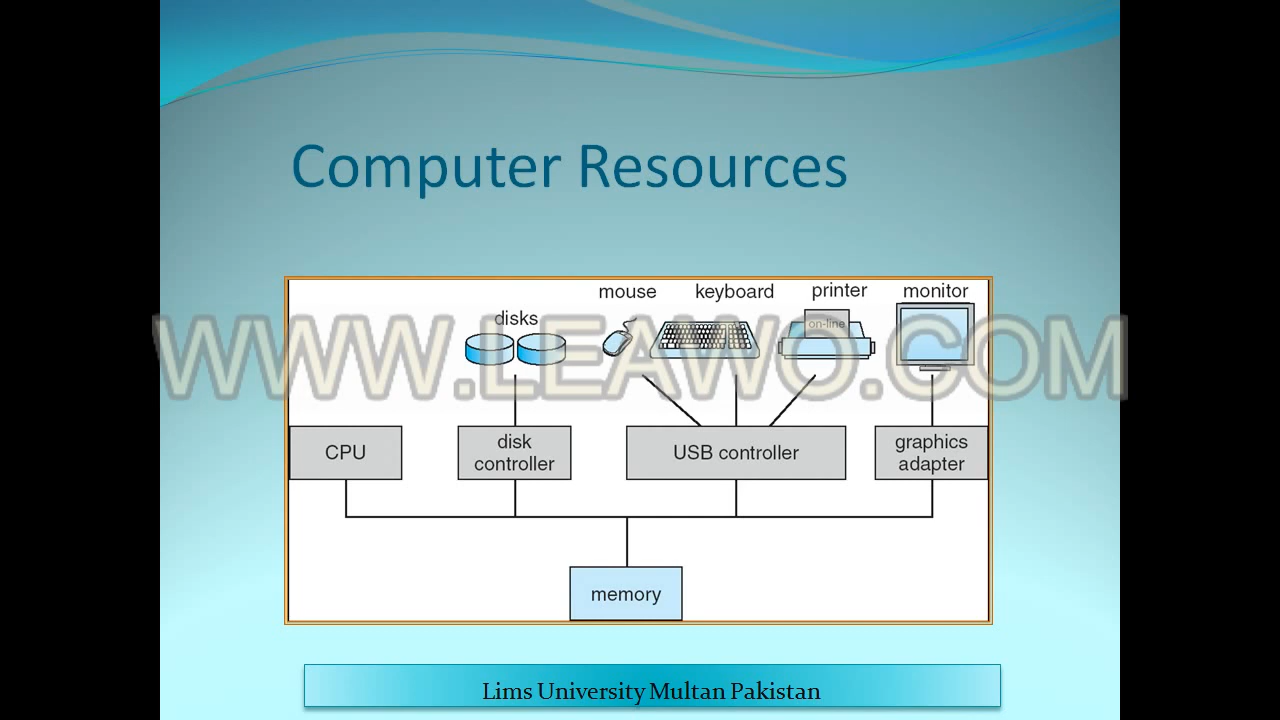 Computer Resources
mouse
keyboard
printer
monitor
disks
on-line
WWW.LEAWO.COM
CPU
disk
controller
USB controller
graphics
adapter
memory
Lims University Multan Pakistan